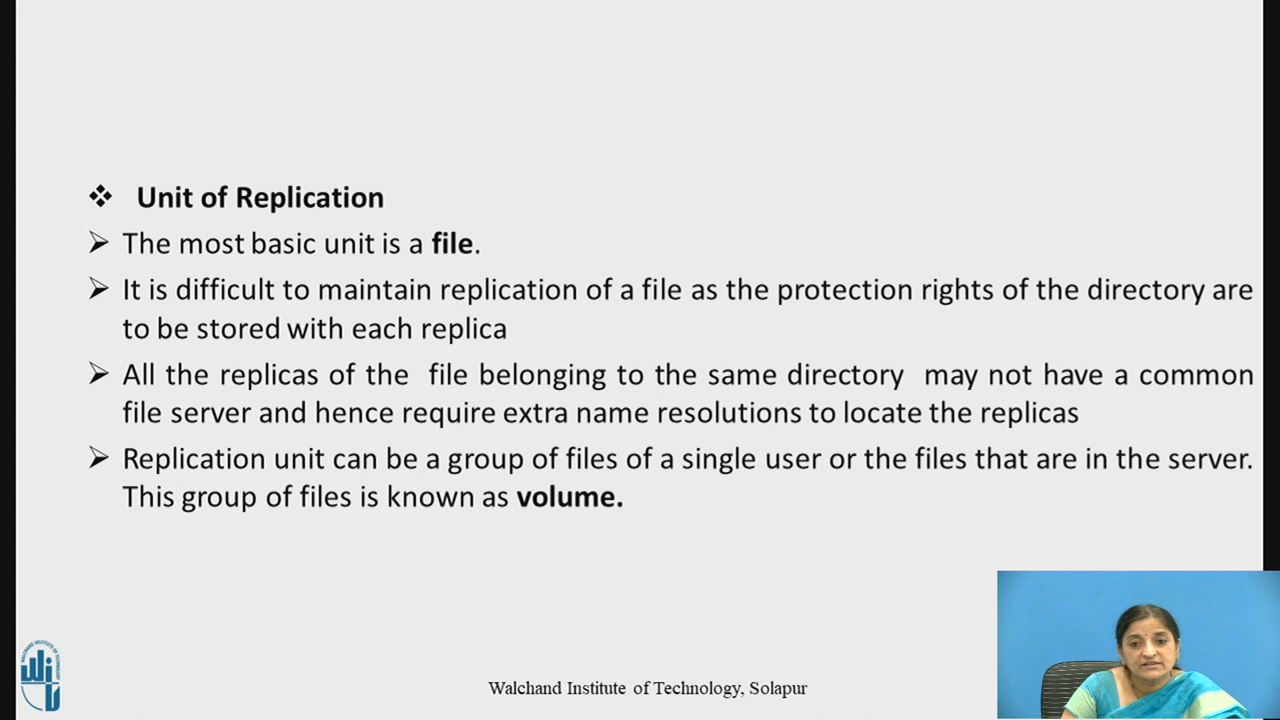 Unit of Replication
The most basic unit is a file.
It is difficult to maintain replication of a file as the protection rights of the directory are
to be stored with each replica
All the replicas of the file belonging to the same directory may not have a common
file server and hence require extra name resolutions to locate the replicas
Replication unit can be a group of files of a single user or the files that are in the server.
This group of files is known as volume.
Walchand Institute of Technology, Solapur